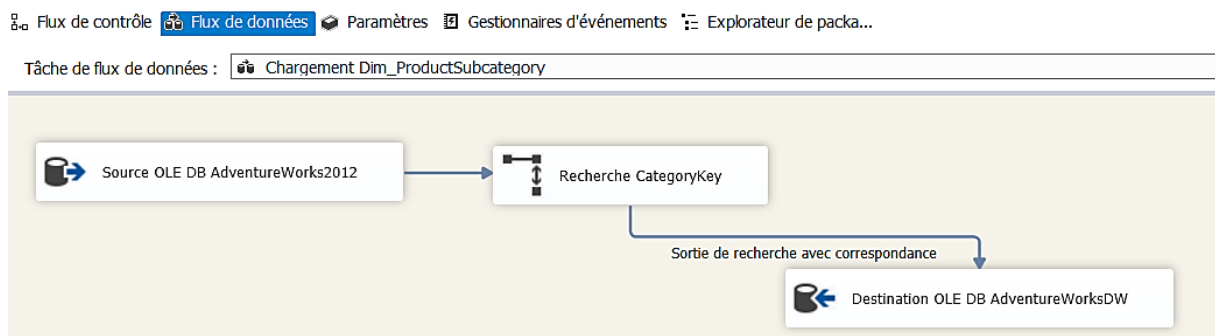 Flux de contrôle Flux de données Paramètres Gestionnaires d'événements Explorateur de packa...
Tâche de flux de données : Chargement Dim_ProductSubcategory
Source OLE DB AdventureWorks2012
Recherche CategoryKey
Sortie de recherche avec correspondance
Destination OLE DB AdventureWorksDW